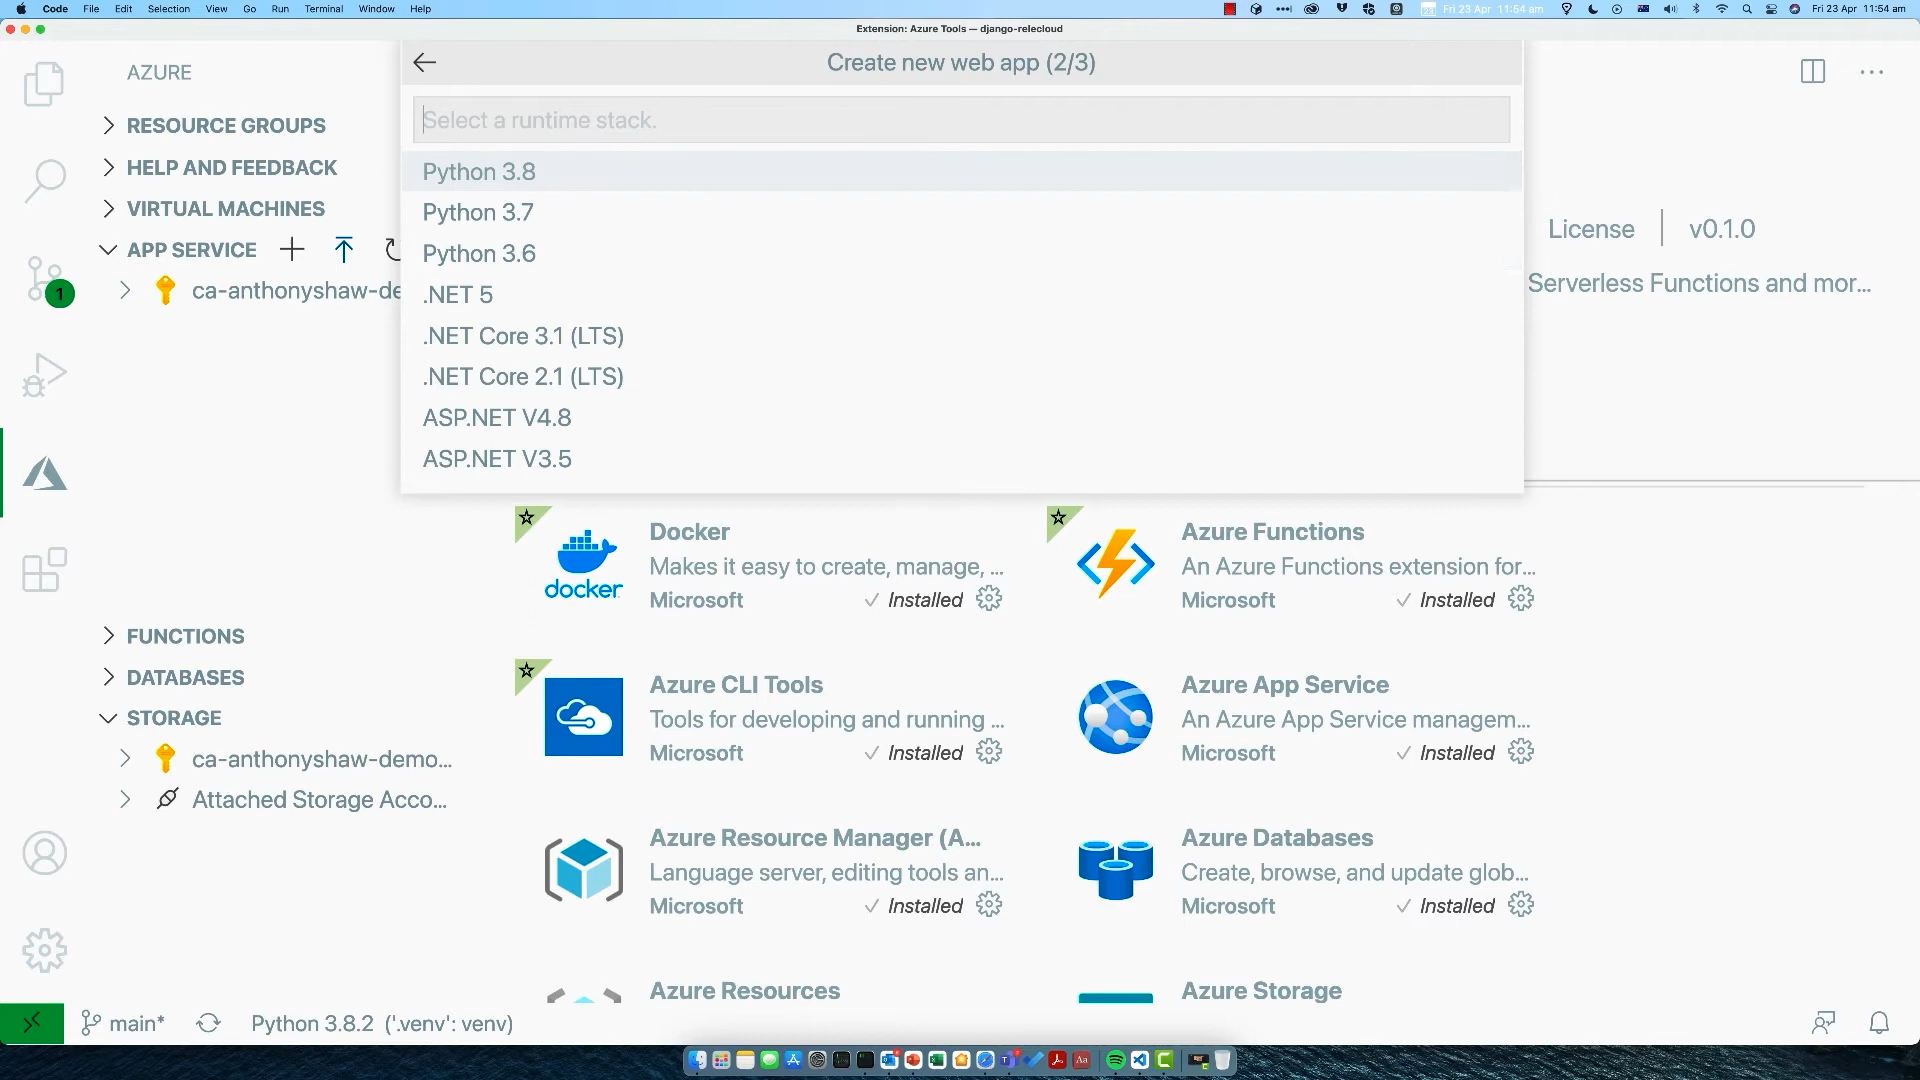 Code File Edit Selection View Go Run Terminal Window Help Fri 23 Apr 11:54 am Fri 23 Apr 11:54 am
Extension: Azure Tools — django-relecloud
AZURE
RESOURCE GROUPS
HELP AND FEEDBACK
VIRTUAL MACHINES
APP SERVICE
ca-anthonyshaw-de
1
FUNCTIONS
DATABASES
STORAGE
ca-anthonyshaw-demo...
Attached Storage Acco...
Create new web app (2/3)
Select a runtime stack.
Python 3.8
Python 3.7
Python 3.6
.NET 5
.NET Core 3.1 (LTS)
.NET Core 2.1 (LTS)
ASP.NET V4.8
ASP.NET V3.5
License v0.1.0
Serverless Functions and mor...
docker
Docker
Makes it easy to create, manage, ...
Microsoft Installed
Azure Functions
An Azure Functions extension for...
Microsoft Installed
Azure CLI Tools
Tools for developing and running ...
Microsoft Installed
Azure App Service
An Azure App Service managem...
Microsoft Installed
Azure Resource Manager (A...
Language server, editing tools an...
Microsoft Installed
Azure Databases
Create, browse, and update glob...
Microsoft Installed
Azure Resources
Azure Storage
main* Python 3.8.2 ('.venv': venv)